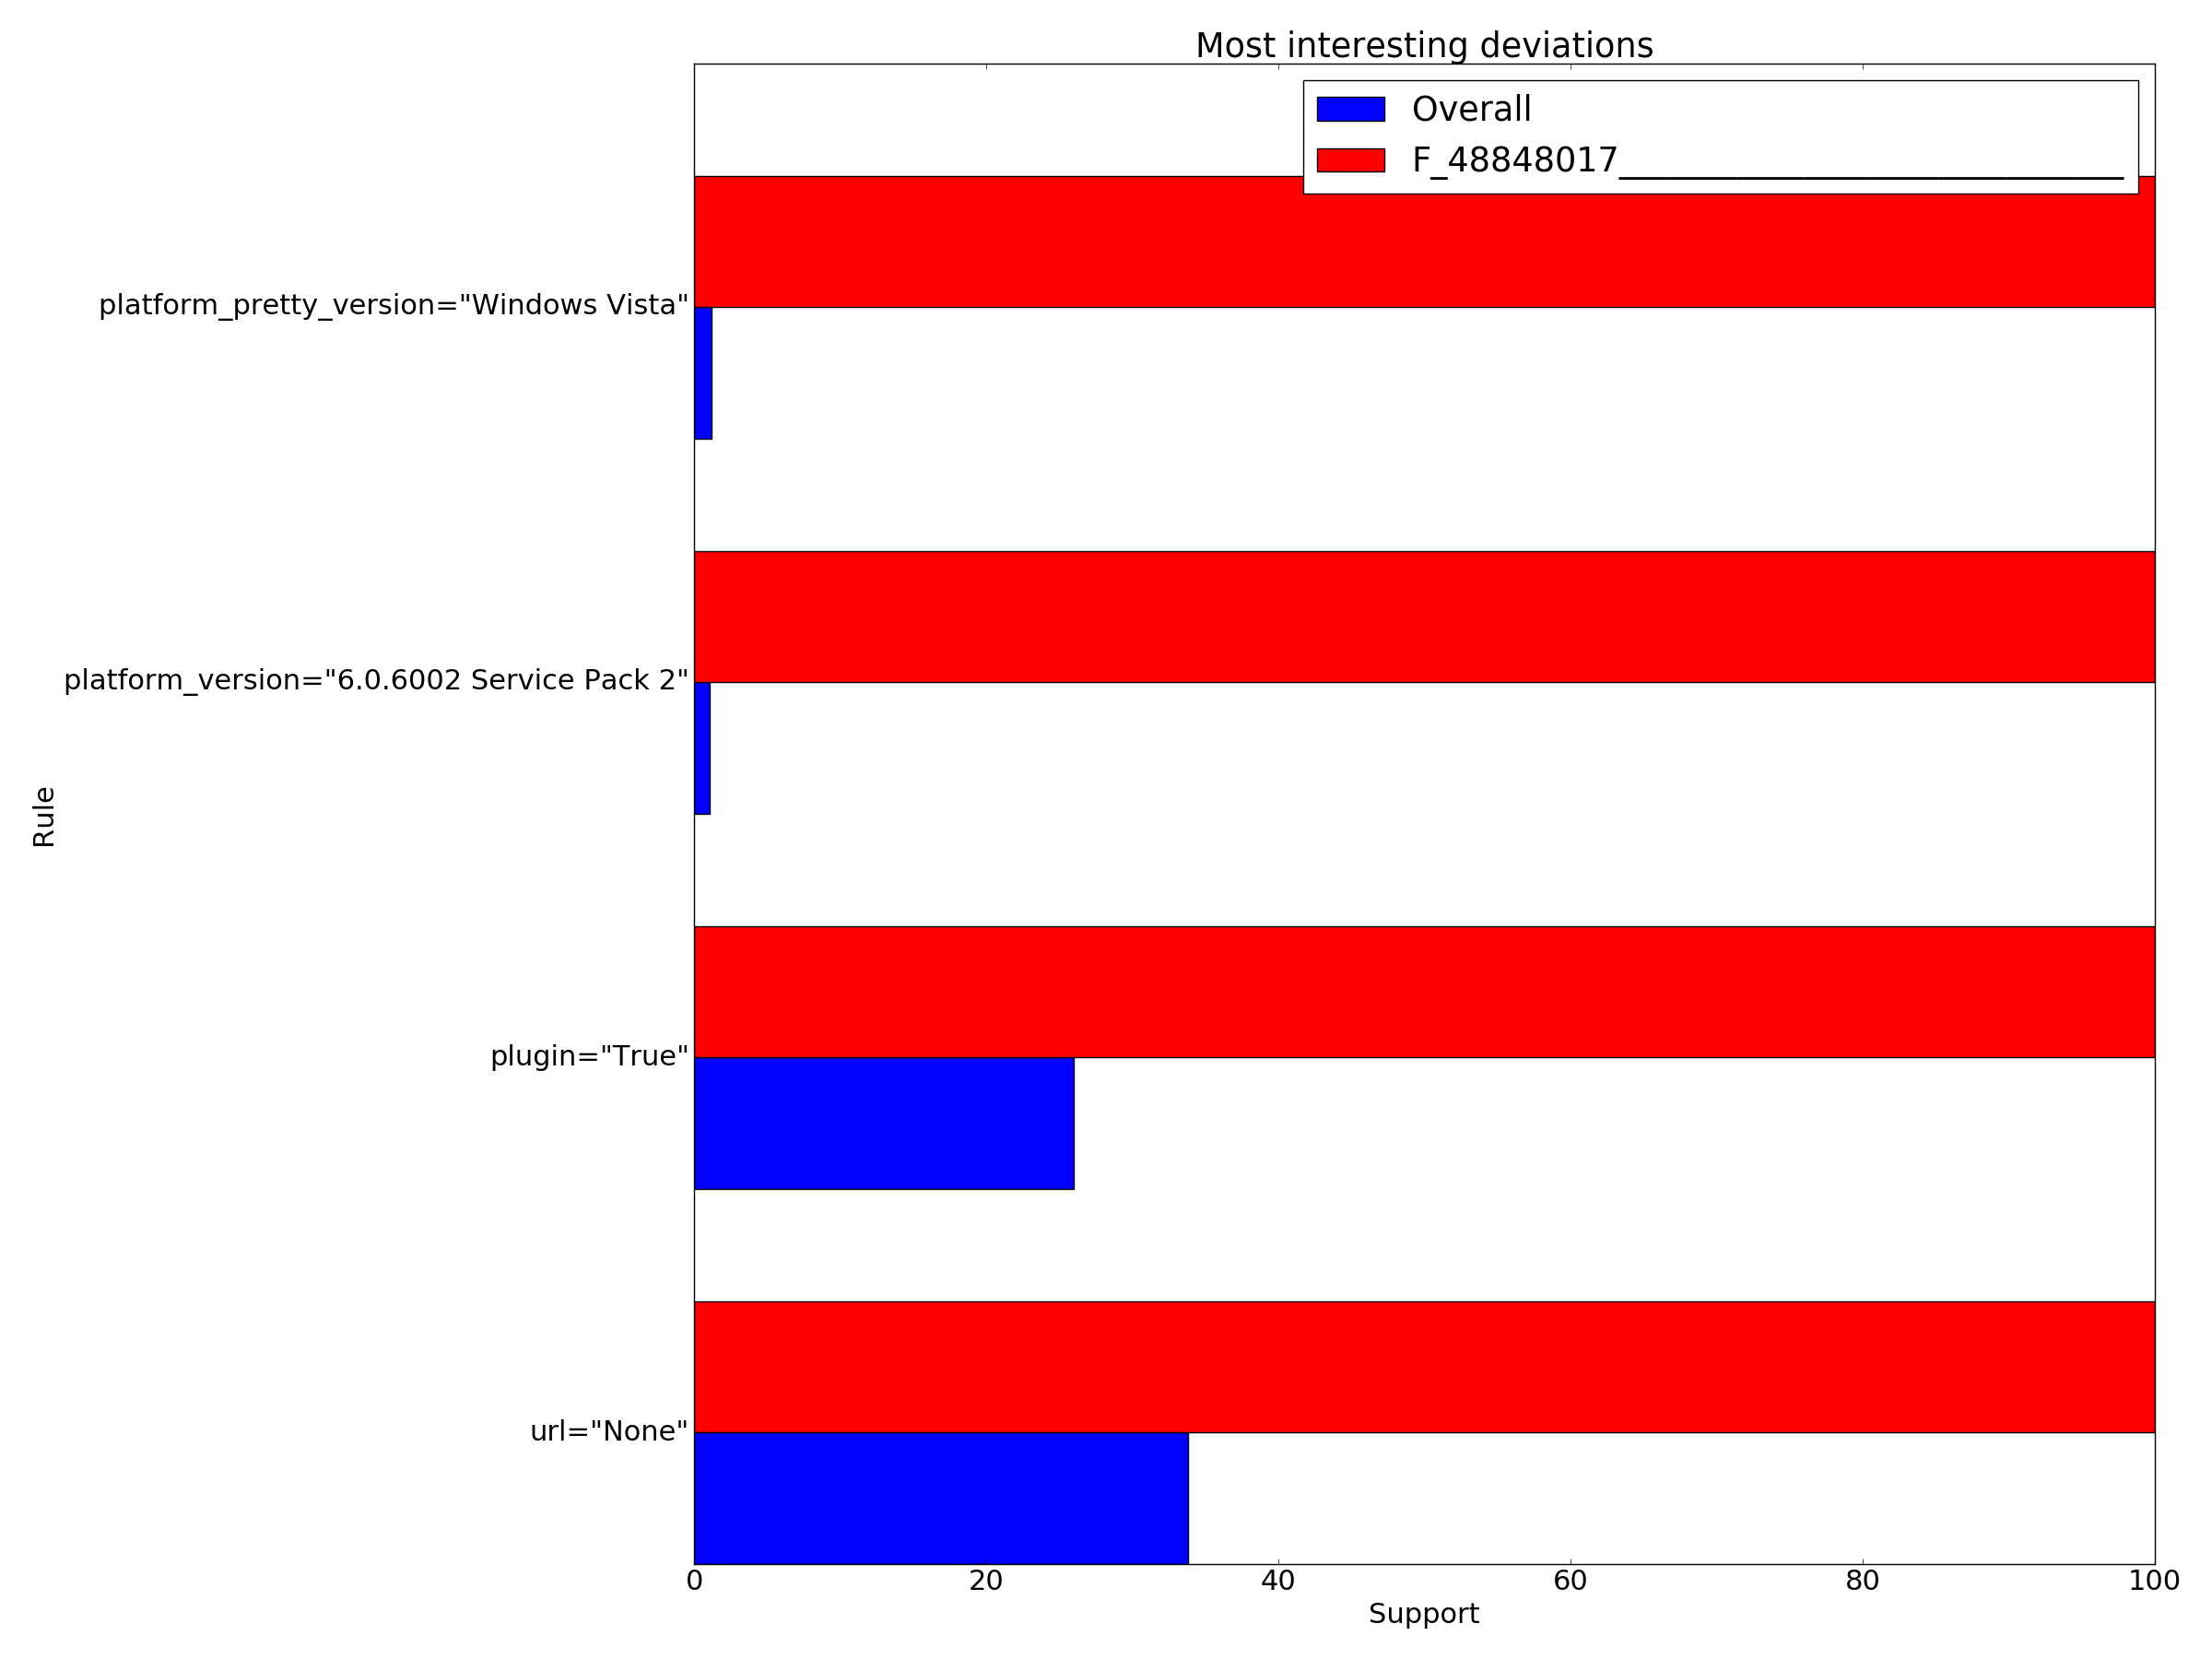 Most interesting deviations
Overall
F_48848017______________________________
platform_pretty_version="Windows Vista"
platform_version="6.0.6002 Service Pack 2"
Rule
plugin="True"
url="None"
0 20 40 60 80 100
Support